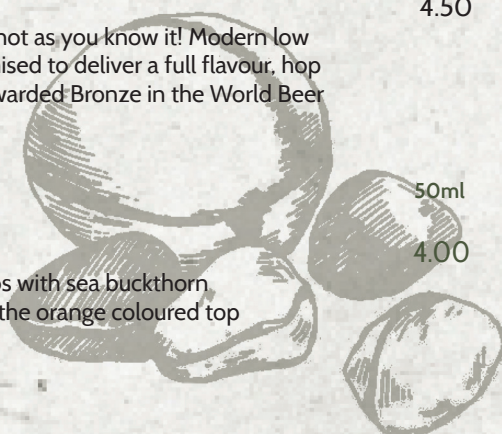 4.50
not as you know it! Modern low
ised to deliver a full flavour, hop
warded Bronze in the World Beer
50ml
4.00
s with sea buckthorn
the orange coloured top